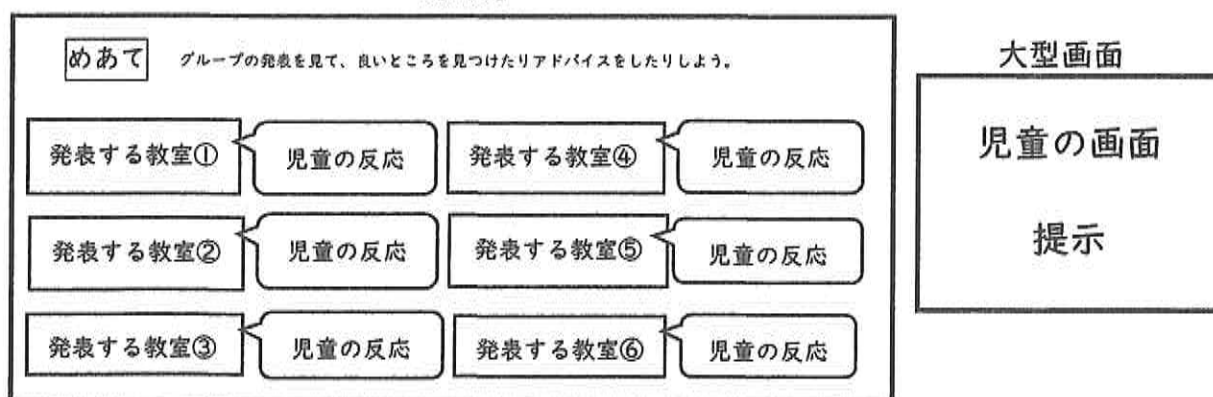 めあて グループの発表を見て、良いところを見つけたりアドバイスをしたりしよう。
発表する教室① 児童の反応 発表する教室④ 児童の反応
発表する教室② 児童の反応 発表する教室⑤ 児童の反応
発表する教室③ 児童の反応 発表する教室⑥ 児童の反応
大型画面
児童の画面
提示